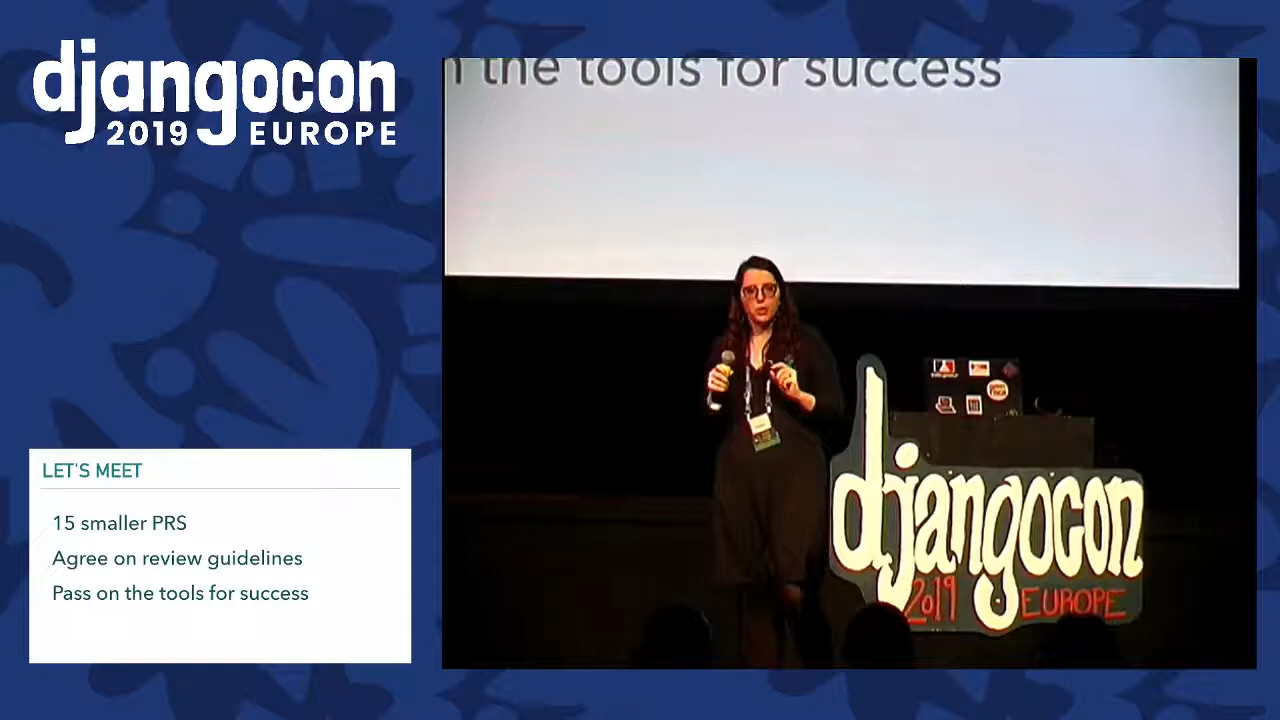 djangocon
2019 EUROPE
n the tools for success
LET'S MEET
15 smaller PRS
Agree on review guidelines
Pass on the tools for success
djangocon
2019 EUROPE